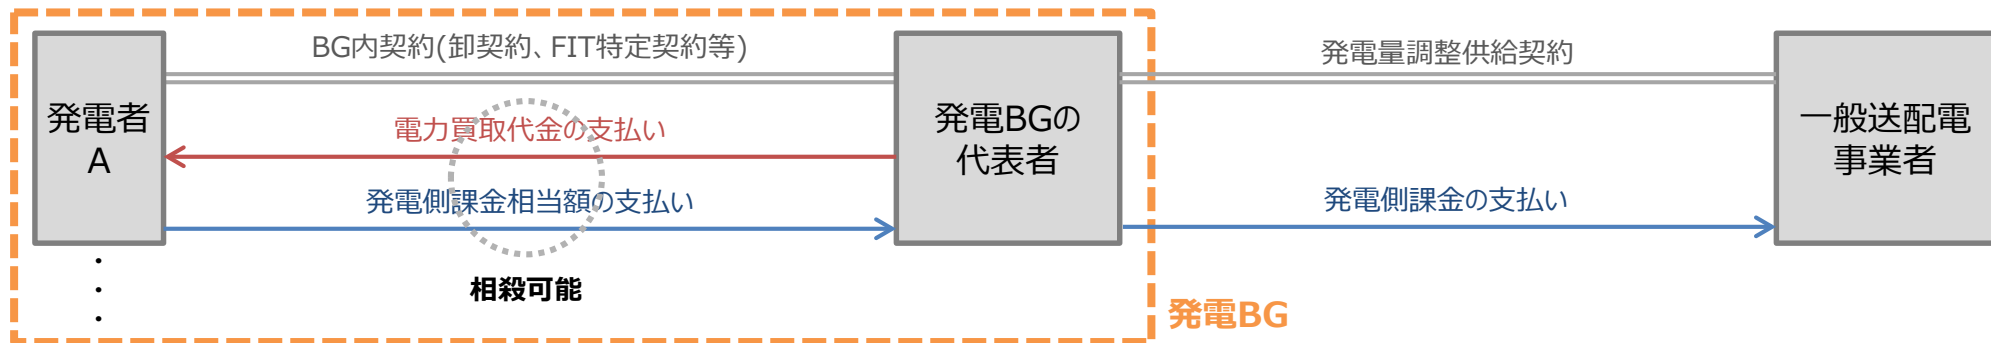 BG内契約(卸契約、FIT特定契約等)
発電量調整供給契約
発電者
A
発電BGの
代表者
一般送配電
事業者
電力買取代金の支払い
発電側課金相当額の支払い
発電側課金の支払い
相殺可能
発電BG